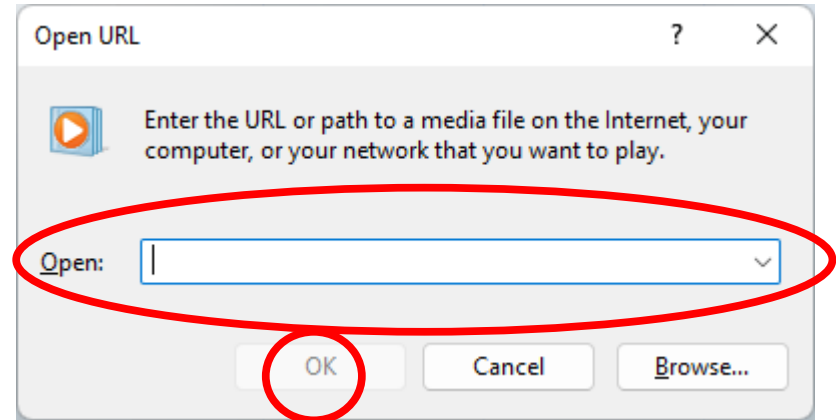 Open URL ?
Enter the URL or path to a media file on the Internet, your
computer, or your network that you want to play.
Open:
OK Cancel Browse...